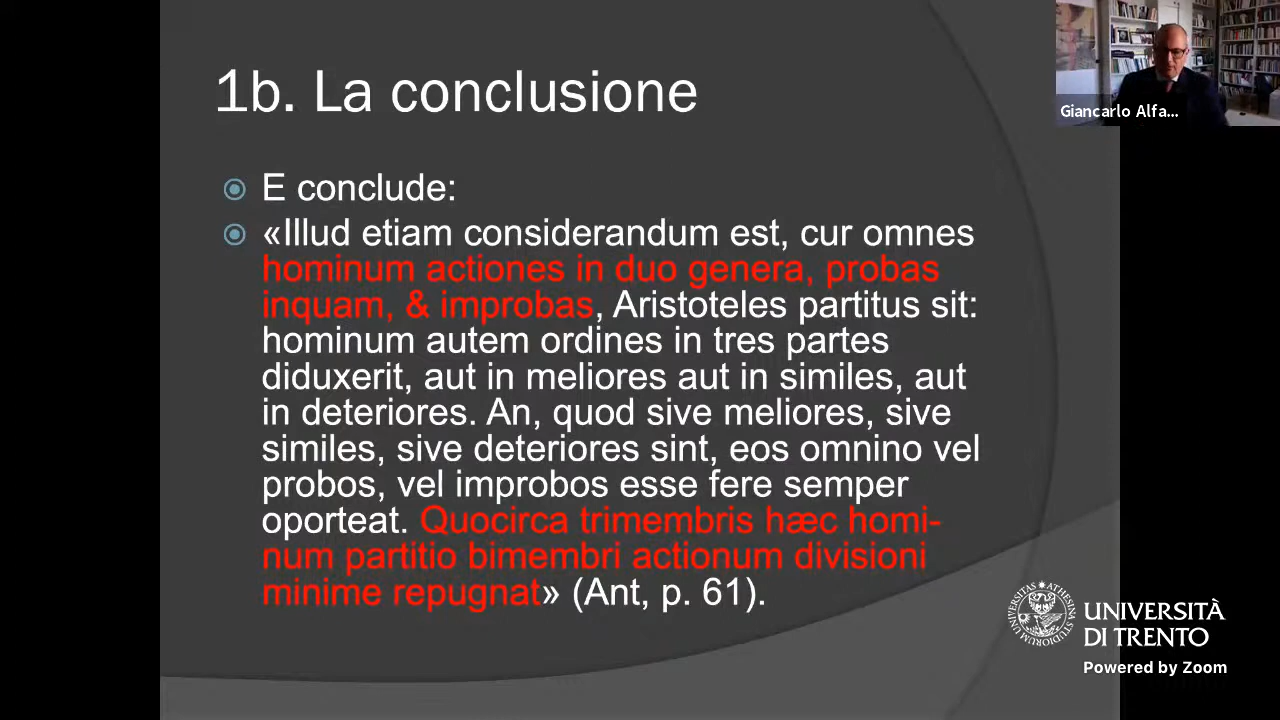 1b. La conclusione
Giancarlo Alfa...
E conclude:
«Illud etiam considerandum est, cur omnes
hominum actiones in duo genera, probas
inquam, & improbas, Aristoteles partitus sit:
hominum autem ordines in tres partes
diduxerit, aut in meliores aut in similes, aut
in deteriores. An, quod sive meliores, sive
similes, sive deteriores sint, eos omnino vel
probos, vel improbos esse fere semper
oporteat. Quocirca trimembris hæc homi-
num partitio bimembri actionum divisioni
minime repugnat» (Ant, p. 61).
UNIVERSITAS ATHESINA STUDIORUM
UNIVERSITÀ
DI TRENTO
Powered by Zoom